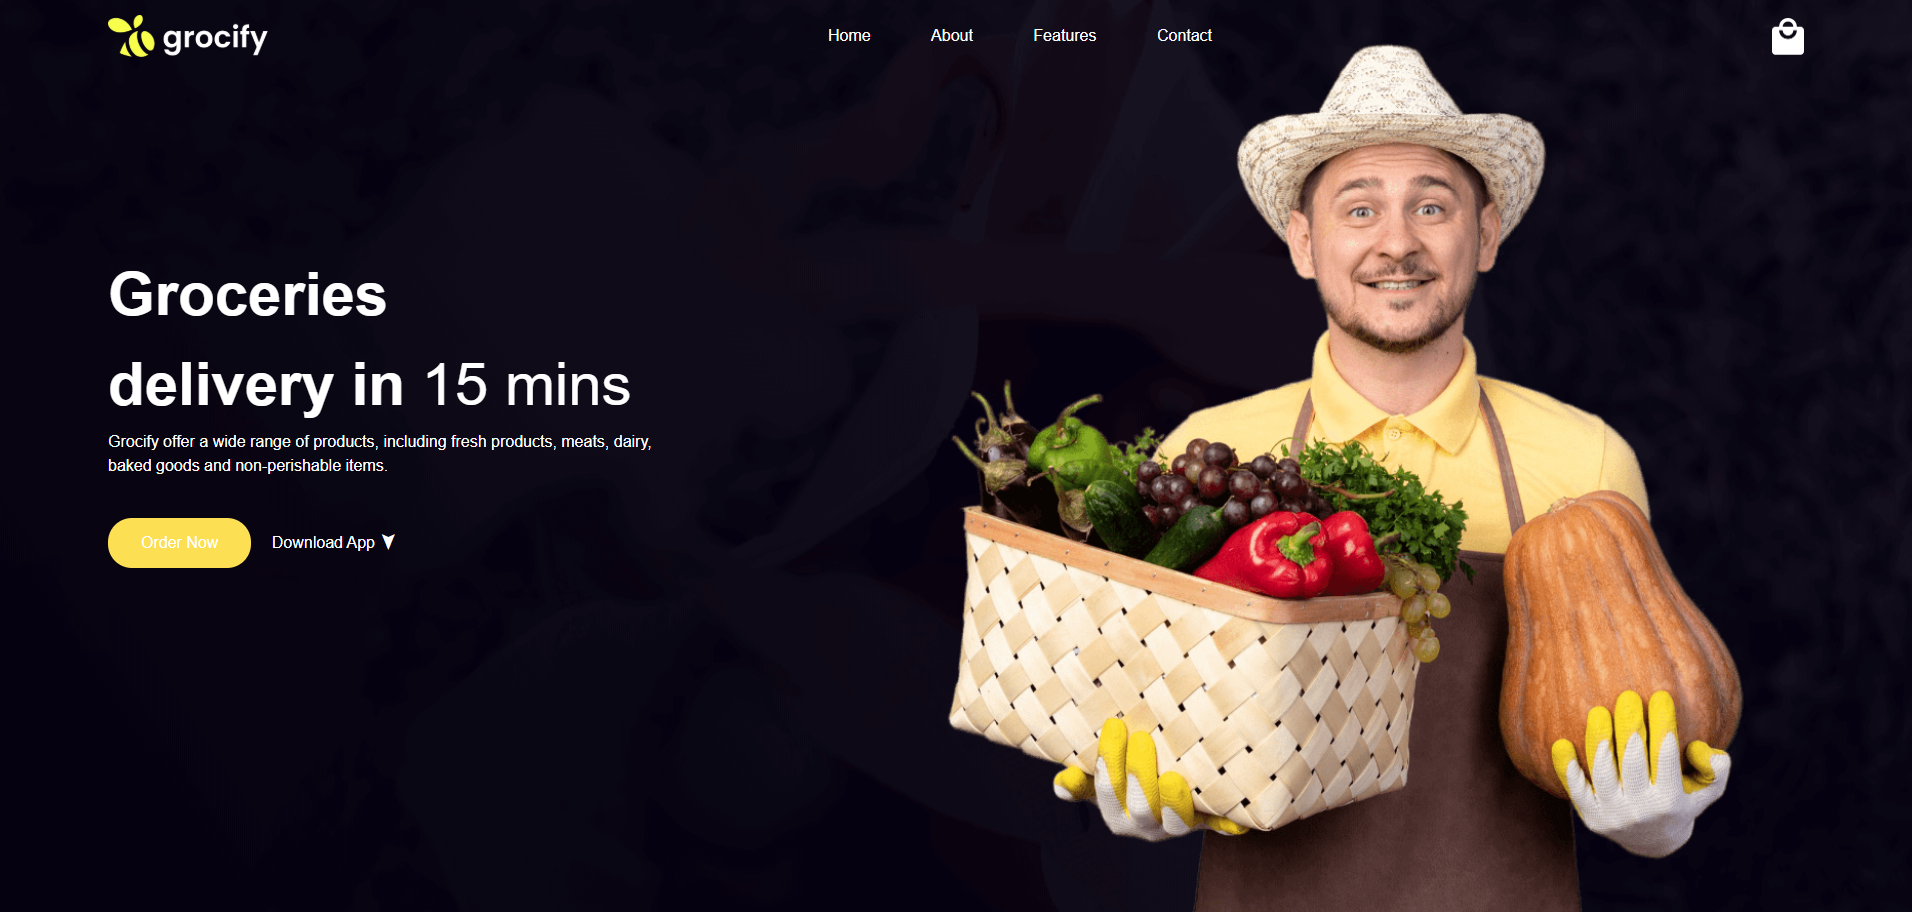 grocify
Home
About
Features
Contact
Groceries
delivery in 15 mins
Grocify offer a wide range of products, including fresh products, meats, dairy,
baked goods and non-perishable items.
Order Now
Download App